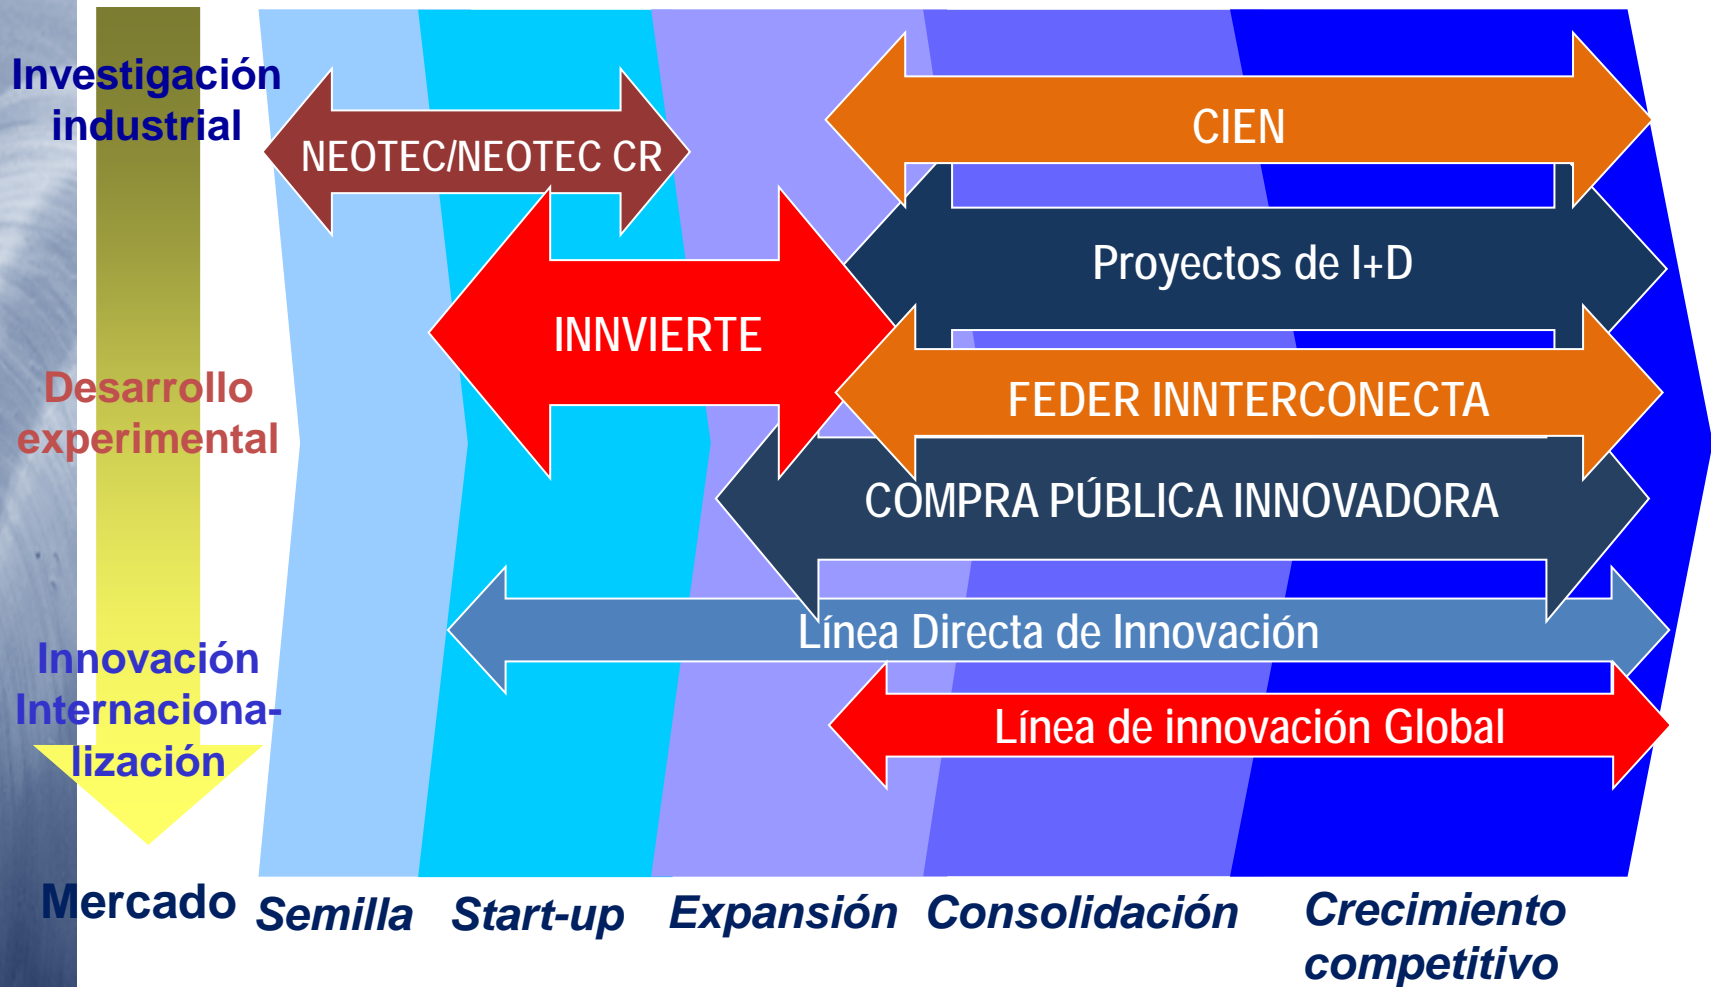 Investigación
industrial
CIEN
NEOTEC/NEOTEC CR
Proyectos de I+D
INNVIERTE
Desarrollo
experimental
FEDER INNTERCONECTA
COMPRA PÚBLICA INNOVADORA
Línea Directa de Innovación
Innovación
Internaciona-
lización
Línea de innovación Global
Mercado
Semilla
Start-up
Expansión
Consolidación
Crecimiento
competitivo